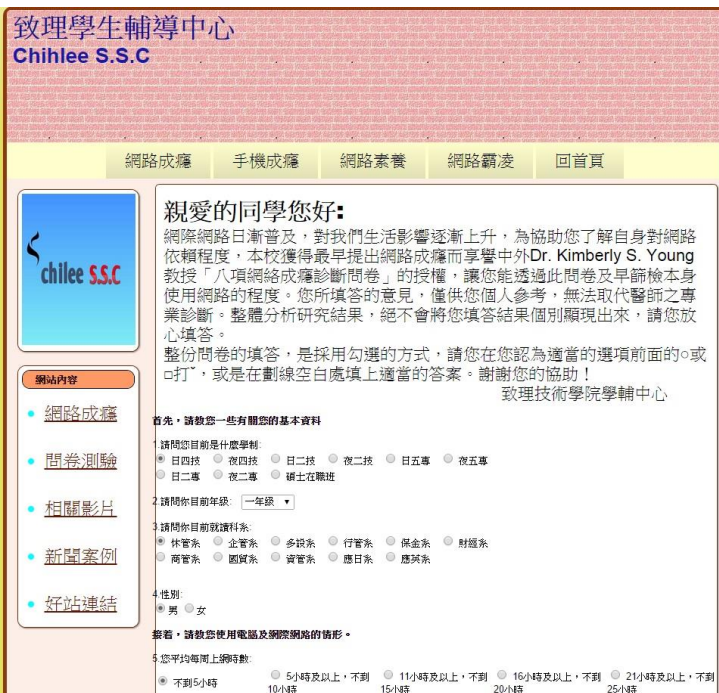 致理學生輔導中心
Chihlee S.S.C
網路成癮 手機成癮 網路素養 網路霸凌 回首頁
chilee S.S.C
網站內容
網路成癮
問卷測驗
相關影片
新聞案例
好站連結
親愛的同學您好:
網際網路日漸普及，對我們生活影響逐漸上升，為協助您了解自身對網路
依賴程度，本校獲得最早提出網路成癮而享譽中外Dr. Kimberly S. Young
教授「八項網絡成癮診斷問卷」的授權，讓您能透過此問卷及早篩檢本身
使用網路的程度。您所填答的意見，僅供您個人參考，無法取代醫師之專
業診斷。整體分析研究結果，絕不會將您填答結果個別顯現出來，請您放
心填答。
整份問卷的填答，是採用勾選的方式，請您在您認為適當的選項前面的○或
□打ˇ，或是在劃線空白處填上適當的答案。謝謝您的協助！
致理技術學院學輔中心
首先，請教您一些有關您的基本資料
1.請問您目前是什麼學制:
日四技 夜四技 日二技 夜二技 日五專 夜五專
日二專 夜二專 碩士在職班
2.請問你目前年級: 一年級
3.請問你目前就讀科系:
休管系 企管系 多設系 行管系 保金系 財經系
商管系 國貿系 資管系 應日系 應英系
4.性別:
男 女
接着，請教您使用電腦及網際網路的情形。
5.您平均每周上網時數:
不到5小時 5小時及以上，不到 11小時及以上，不到 16小時及以上，不到 21小時及以上，不到
10小時 15小時 20小時 25小時